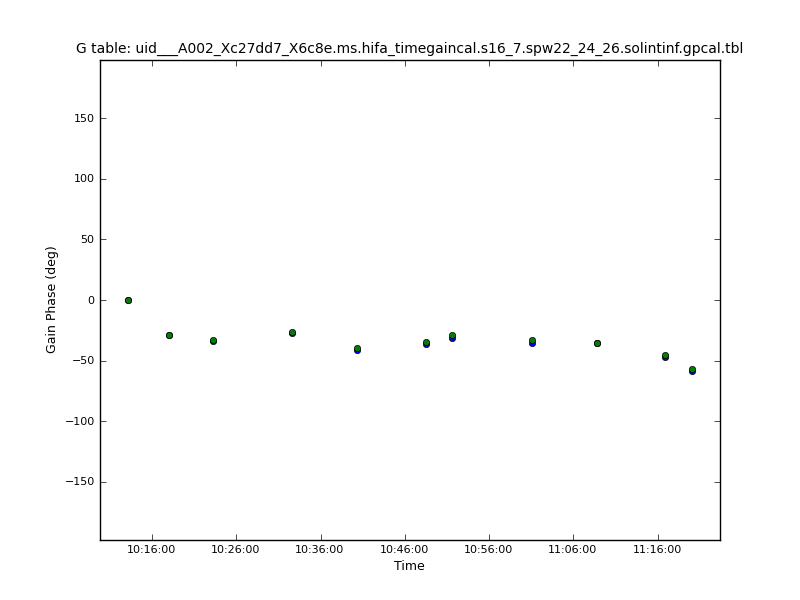 G table: uid___A002_Xc27dd7_X6c8e.ms.hifa_timegaincal.s16_7.spw22_24_26.solintinf.gpcal.tbl
150
100
50
0
−50
−100
−150
Gain Phase (deg)
10:16:00 10:26:00 10:36:00 10:46:00 10:56:00 11:06:00 11:16:00
Time